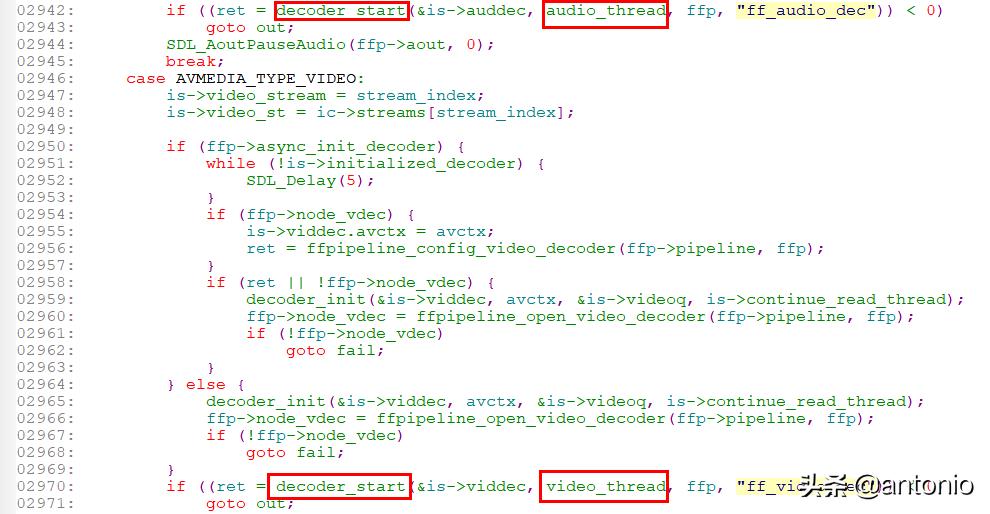 02942:         if ((ret = decoder_start(&is->auddec, audio_thread, ffp, "ff_audio_dec")) < 0)
02943:             goto out;
02944:         SDL_AoutPauseAudio(ffp->aout, 0);
02945:         break;
02946:     case AVMEDIA_TYPE_VIDEO:
02947:         is->video_stream = stream_index;
02948:         is->video_st = ic->streams[stream_index];
02949:
02950:         if (ffp->async_init_decoder) {
02951:             while (!is->initialized_decoder) {
02952:                 SDL_Delay(5);
02953:             }
02954:             if (ffp->node_vdec) {
02955:                 is->viddec.avctx = avctx;
02956:                 ret = ffpipeline_config_video_decoder(ffp->pipeline, ffp);
02957:             }
02958:             if (ret || !ffp->node_vdec) {
02959:                 decoder_init(&is->viddec, avctx, &is->videoq, is->continue_read_thread);
02960:                 ffp->node_vdec = ffpipeline_open_video_decoder(ffp->pipeline, ffp);
02961:                 if (!ffp->node_vdec)
02962:                     goto fail;
02963:             }
02964:         } else {
02965:             decoder_init(&is->viddec, avctx, &is->videoq, is->continue_read_thread);
02966:             ffp->node_vdec = ffpipeline_open_video_decoder(ffp->pipeline, ffp);
02967:             if (!ffp->node_vdec)
02968:                 goto fail;
02969:         }
02970:         if ((ret = decoder_start(&is->viddec, video_thread, ffp,
02971:             goto out;
头条 @antonio